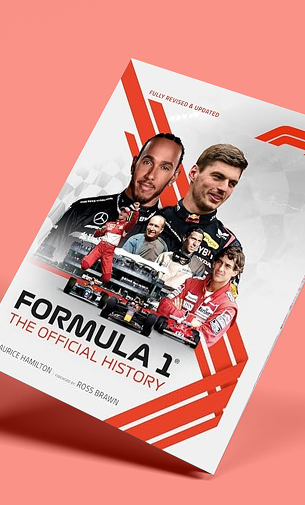 FULLY REVISED & UPDATED
FORMULA 1®
THE OFFICIAL HISTORY
AURICE HAMILTON FOREWORD BY ROSS BRAWN